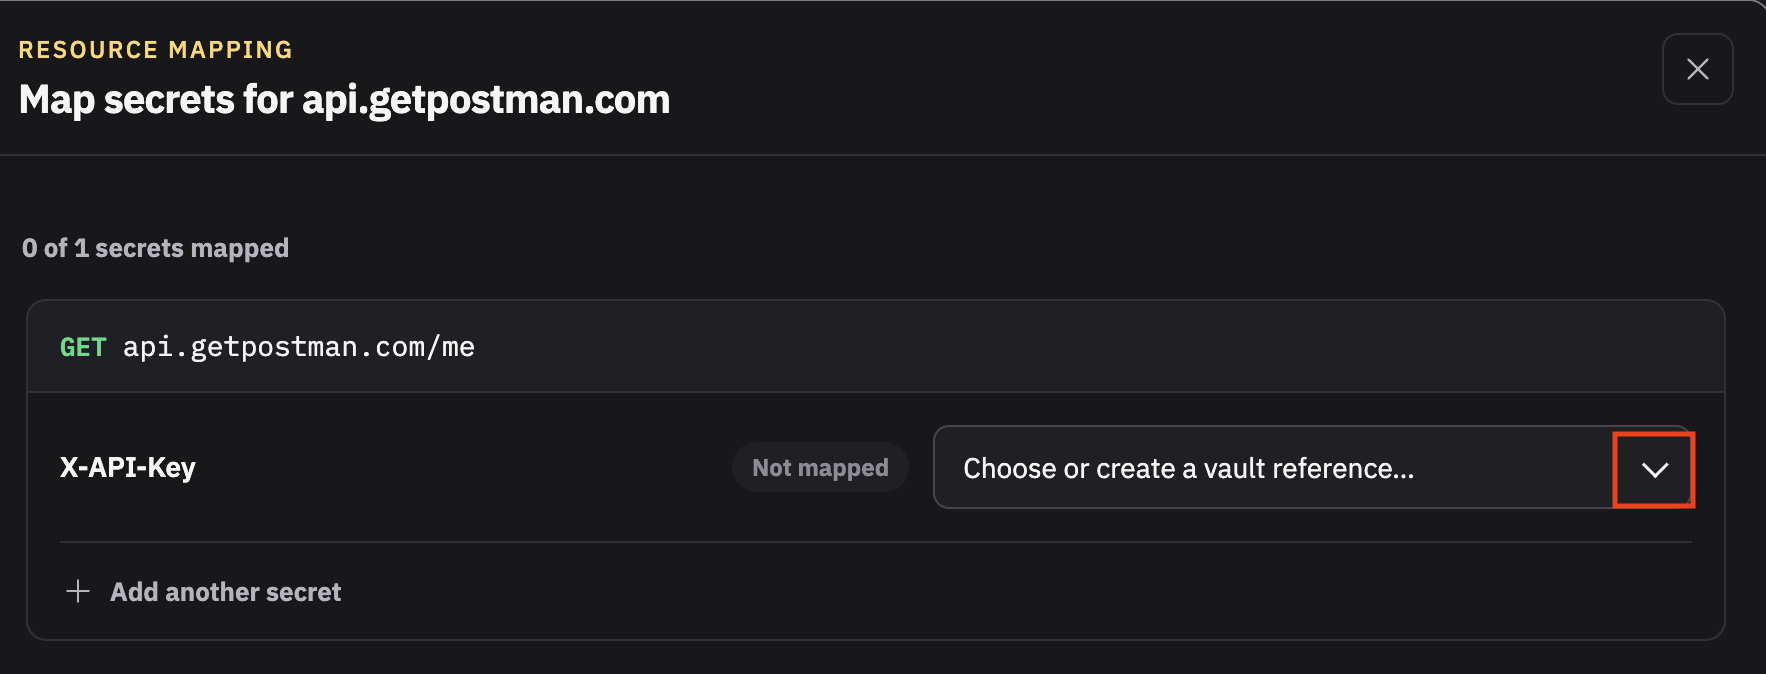 RESOURCE MAPPING
Map secrets for api.getpostman.com
0 of 1 secrets mapped
GET api.getpostman.com/me
X-API-Key Not mapped Choose or create a vault reference...
Add another secret